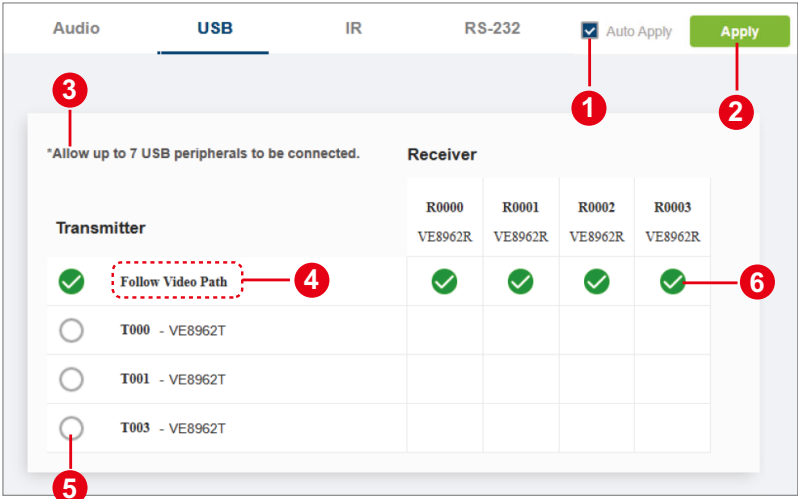 Audio USB IR RS-232 Auto Apply Apply
3
1
2
*Allow up to 7 USB peripherals to be connected.
Receiver
Transmitter
R0000 R0001 R0002 R0003
VE8962R VE8962R VE8962R VE8962R
Follow Video Path
4
6
T000 - VE8962T
T001 - VE8962T
T003 - VE8962T
5